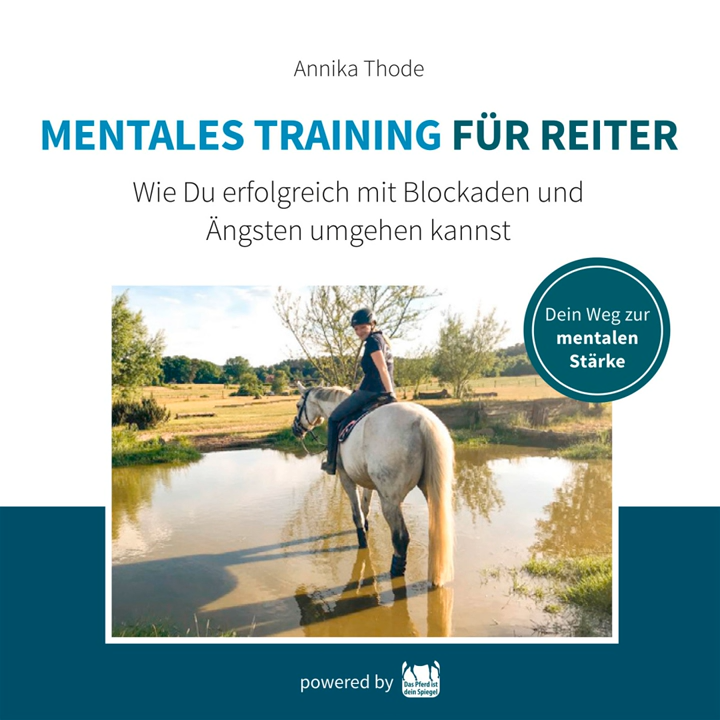 Annika Thode
MENTALES TRAINING FÜR REITER
Wie Du erfolgreich mit Blockaden und
Ängsten umgehen kannst
Dein Weg zur
mentalen
Stärke
powered by
Das Pferd ist
dein Spiegel